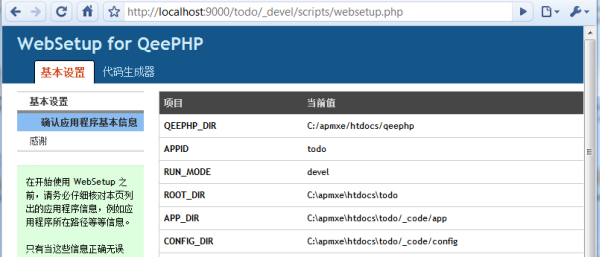 http://localhost:9000/todo/_devel/scripts/websetup.php
WebSetup for QeePHP
基本设置 代码生成器
基本设置
确认应用程序基本信息
感谢
在开始使用 WebSetup 之
前，请务必仔细核对本页列
出的应用程序信息，例如应
用程序所在路径等等信息。
只有当这些信息正确无误
项目 当前值
QEEPHP_DIR C:/apmxe/htdocs/qeephp
APPID todo
RUN_MODE devel
ROOT_DIR C:\apmxe\htdocs\todo
APP_DIR C:\apmxe\htdocs\todo/_code/app
CONFIG_DIR C:\apmxe\htdocs\todo/_code/config